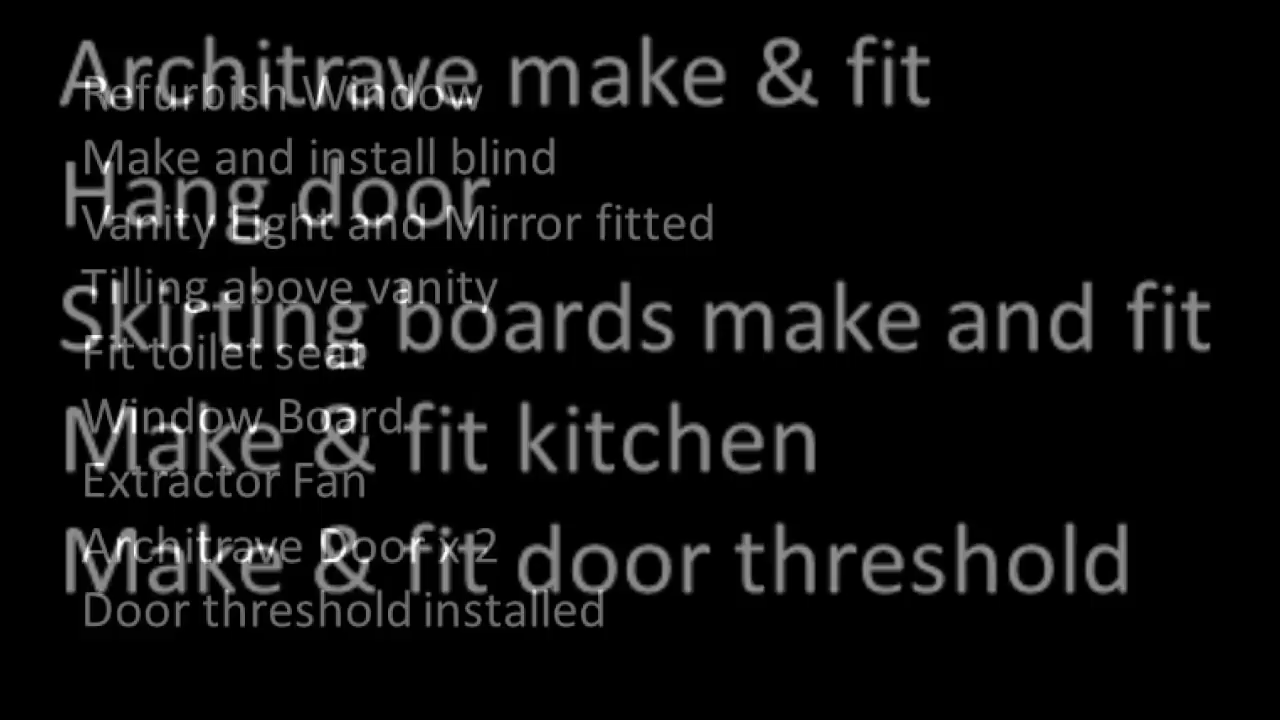 Architrave make & fit
Hang door
Skirting boards make and fit
Make & fit kitchen
Make & fit door threshold
Refurbish Window
Make and install blind
Vanity Light and Mirror fitted
Tilling above vanity
Fit toilet seat
Window Board
Extractor Fan
Architrave Door x 2
Door threshold installed